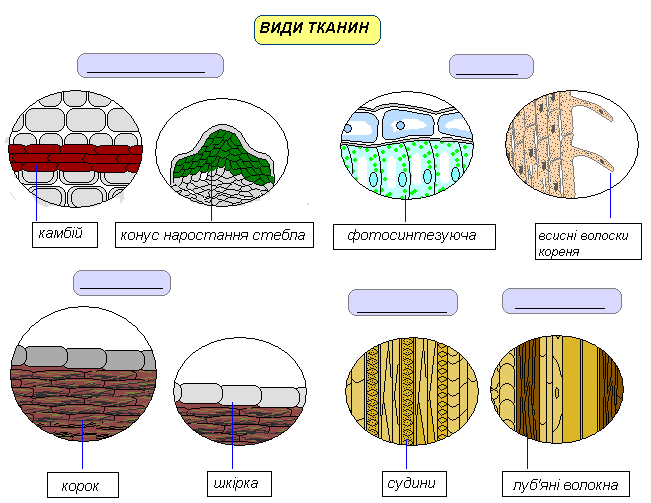 ВИДИ ТКАНИН
камбій
конус наростання стебла
фотосинтезуюча
всисні волоски
кореня
корок
шкірка
судини
луб'яні волокна